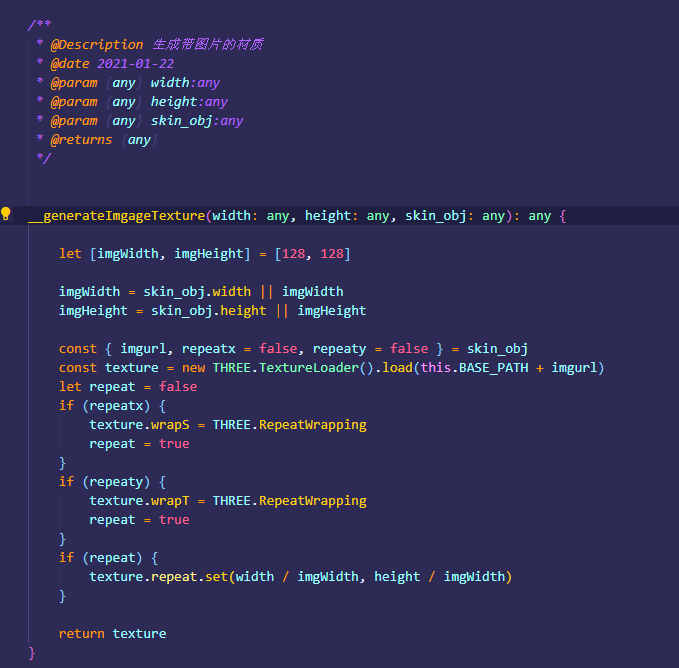 /**
 * @Description 生成带图片的材质
 * @date 2021-01-22
 * @param {any} width:any
 * @param {any} height:any
 * @param {any} skin_obj:any
 * @returns {any}
 */
__generateImgageTexture(width: any, height: any, skin_obj: any): any {
let [imgWidth, imgHeight] = [128, 128]
imgWidth = skin_obj.width || imgWidth
imgHeight = skin_obj.height || imgHeight
const { imgurl, repeatx = false, repeaty = false } = skin_obj
const texture = new THREE.TextureLoader().load(this.BASE_PATH + imgurl)
let repeat = false
if (repeatx) {
texture.wrapS = THREE.RepeatWrapping
repeat = true
}
if (repeaty) {
texture.wrapT = THREE.RepeatWrapping
repeat = true
}
if (repeat) {
texture.repeat.set(width / imgWidth, height / imgWidth)
}
return texture
}